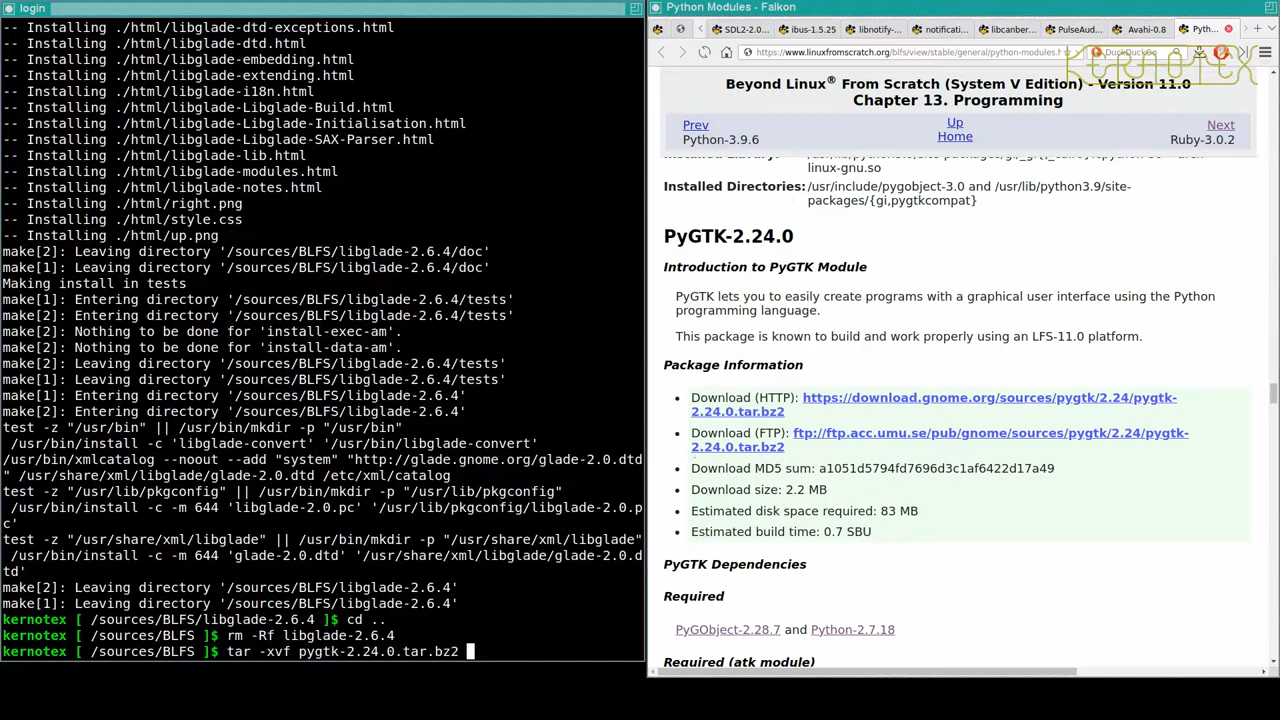 login
-- Installing ./html/libglade-dtd-exceptions.html
-- Installing ./html/libglade-dtd.html
-- Installing ./html/libglade-embedding.html
-- Installing ./html/libglade-extending.html
-- Installing ./html/libglade-i18n.html
-- Installing ./html/libglade-Libglade-Build.html
-- Installing ./html/libglade-Libglade-Initialisation.html
-- Installing ./html/libglade-Libglade-SAX-Parser.html
-- Installing ./html/libglade-lib.html
-- Installing ./html/libglade-modules.html
-- Installing ./html/libglade-notes.html
-- Installing ./html/right.png
-- Installing ./html/style.css
-- Installing ./html/up.png
make[2]: Leaving directory '/sources/BLFS/libglade-2.6.4/doc'
make[1]: Leaving directory '/sources/BLFS/libglade-2.6.4/doc'
Making install in tests
make[1]: Entering directory '/sources/BLFS/libglade-2.6.4/tests'
make[2]: Entering directory '/sources/BLFS/libglade-2.6.4/tests'
make[2]: Nothing to be done for 'install-exec-am'.
make[2]: Nothing to be done for 'install-data-am'.
make[2]: Leaving directory '/sources/BLFS/libglade-2.6.4/tests'
make[1]: Leaving directory '/sources/BLFS/libglade-2.6.4/tests'
make[1]: Entering directory '/sources/BLFS/libglade-2.6.4'
make[2]: Entering directory '/sources/BLFS/libglade-2.6.4'
test -z "/usr/bin" || /usr/bin/mkdir -p "/usr/bin"
 /usr/bin/install -c 'libglade-convert' '/usr/bin/libglade-convert'
/usr/bin/xmlcatalog --noout --add "system" "http://glade.gnome.org/glade-2.0.dtd
" /usr/share/xml/libglade/glade-2.0.dtd /etc/xml/catalog
test -z "/usr/lib/pkgconfig" || /usr/bin/mkdir -p "/usr/lib/pkgconfig"
 /usr/bin/install -c -m 644 'libglade-2.0.pc' '/usr/lib/pkgconfig/libglade-2.0.p
c'
test -z "/usr/share/xml/libglade" || /usr/bin/mkdir -p "/usr/share/xml/libglade"
 /usr/bin/install -c -m 644 'glade-2.0.dtd' '/usr/share/xml/libglade/glade-2.0.d
td'
make[2]: Leaving directory '/sources/BLFS/libglade-2.6.4'
make[1]: Leaving directory '/sources/BLFS/libglade-2.6.4'
kernotex [ /sources/BLFS/libglade-2.6.4 ]$ cd ..
kernotex [ /sources/BLFS ]$ rm -Rf libglade-2.6.4
kernotex [ /sources/BLFS ]$ tar -xvf pygtk-2.24.0.tar.bz2
Python Modules - Falkon
SDL2-2.0... ibus-1.5.25 libnotify-... notificati... libcanber... PulseAud... Avahi-0.8 Pyth...
https://www.linuxfromscratch.org/blfs/view/stable/general/python-modules.h DuckDuckGo
KERNOTEX
Beyond Linux® From Scratch (System V Edition) - Version 11.0
Chapter 13. Programming
Prev Up Next
Python-3.9.6 Home Ruby-3.0.2
linux-gnu.so
Installed Directories: /usr/include/pygobject-3.0 and /usr/lib/python3.9/site-
packages/{gi,pygtkcompat}
PyGTK-2.24.0
Introduction to PyGTK Module
PyGTK lets you to easily create programs with a graphical user interface using the Python
programming language.
This package is known to build and work properly using an LFS-11.0 platform.
Package Information
Download (HTTP): https://download.gnome.org/sources/pygtk/2.24/pygtk-
2.24.0.tar.bz2
Download (FTP): ftp://ftp.acc.umu.se/pub/gnome/sources/pygtk/2.24/pygtk-
2.24.0.tar.bz2
Download MD5 sum: a1051d5794fd7696d3c1af6422d17a49
Download size: 2.2 MB
Estimated disk space required: 83 MB
Estimated build time: 0.7 SBU
PyGTK Dependencies
Required
PyGObject-2.28.7 and Python-2.7.18
Required (atk module)